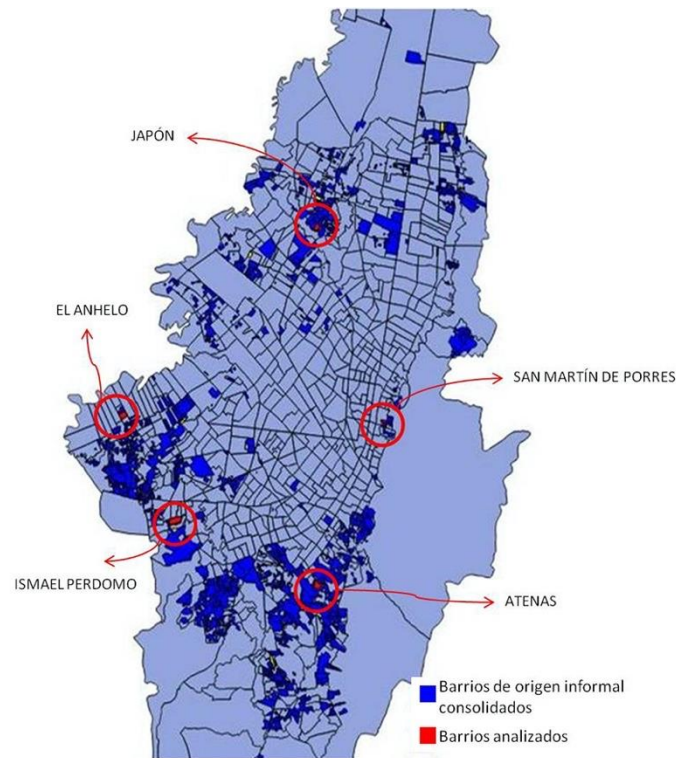 JAPÓN
EL ANHELO
SAN MARTÍN DE PORRES
ISMAEL PERDOMO
ATENAS
Barrios de origen informal
consolidados
Barrios analizados